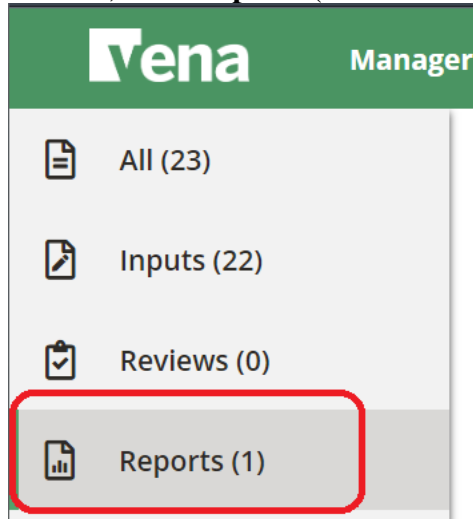 vena
Manager
All (23)
Inputs (22)
Reviews (0)
Reports (1)